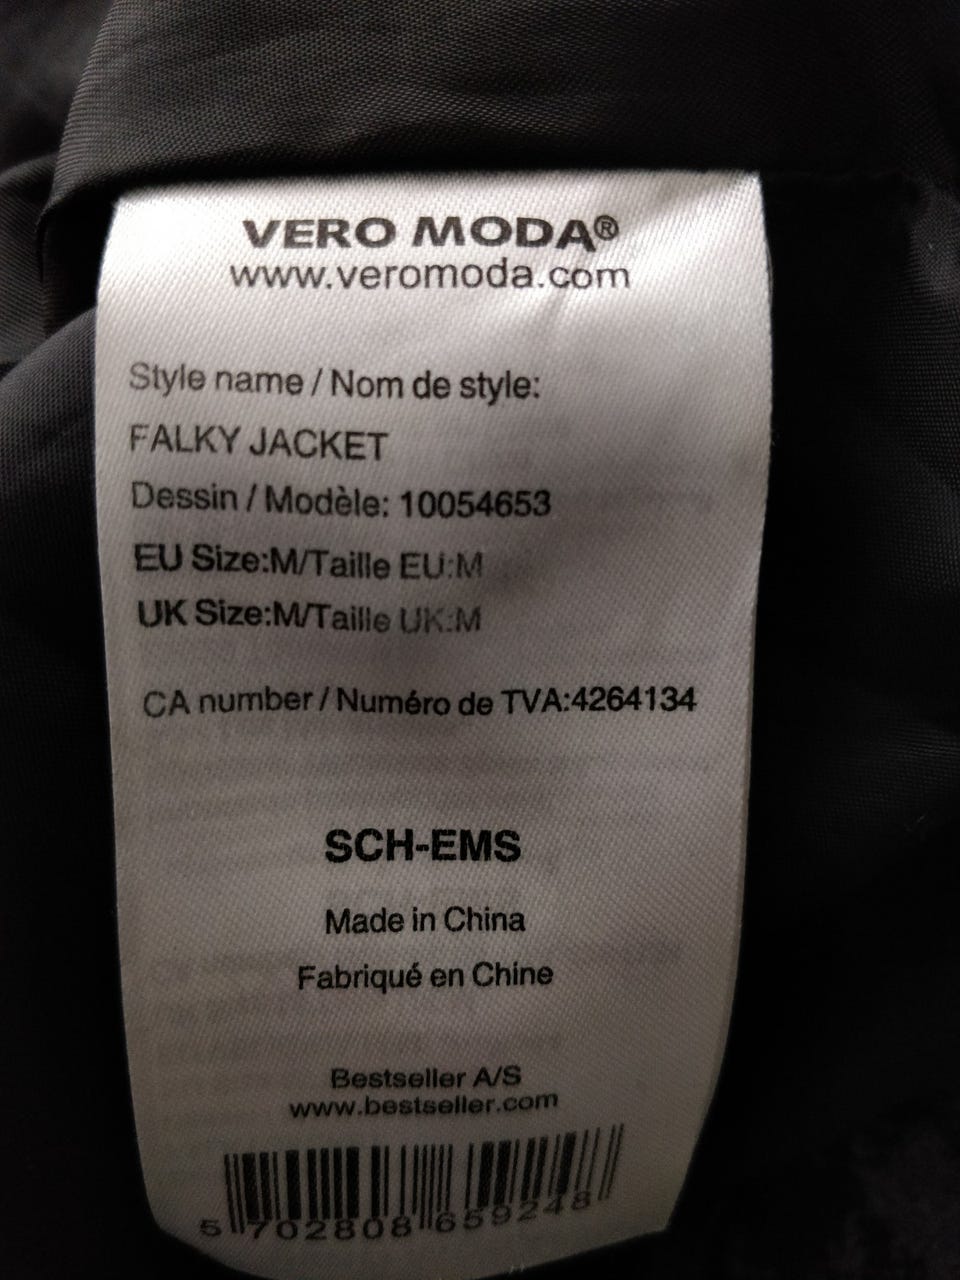 VERO MODA®
www.veromoda.com
Style name / Nom de style:
FALKY JACKET
Dessin / Modèle: 10054653
EU Size:M/Taille EU:M
UK Size:M/Taille UK:M
CA number / Numéro de TVA:4264134
SCH-EMS
Made in China
Fabriqué en Chine
Bestseller A/S
www.bestseller.com
5 702808 659248